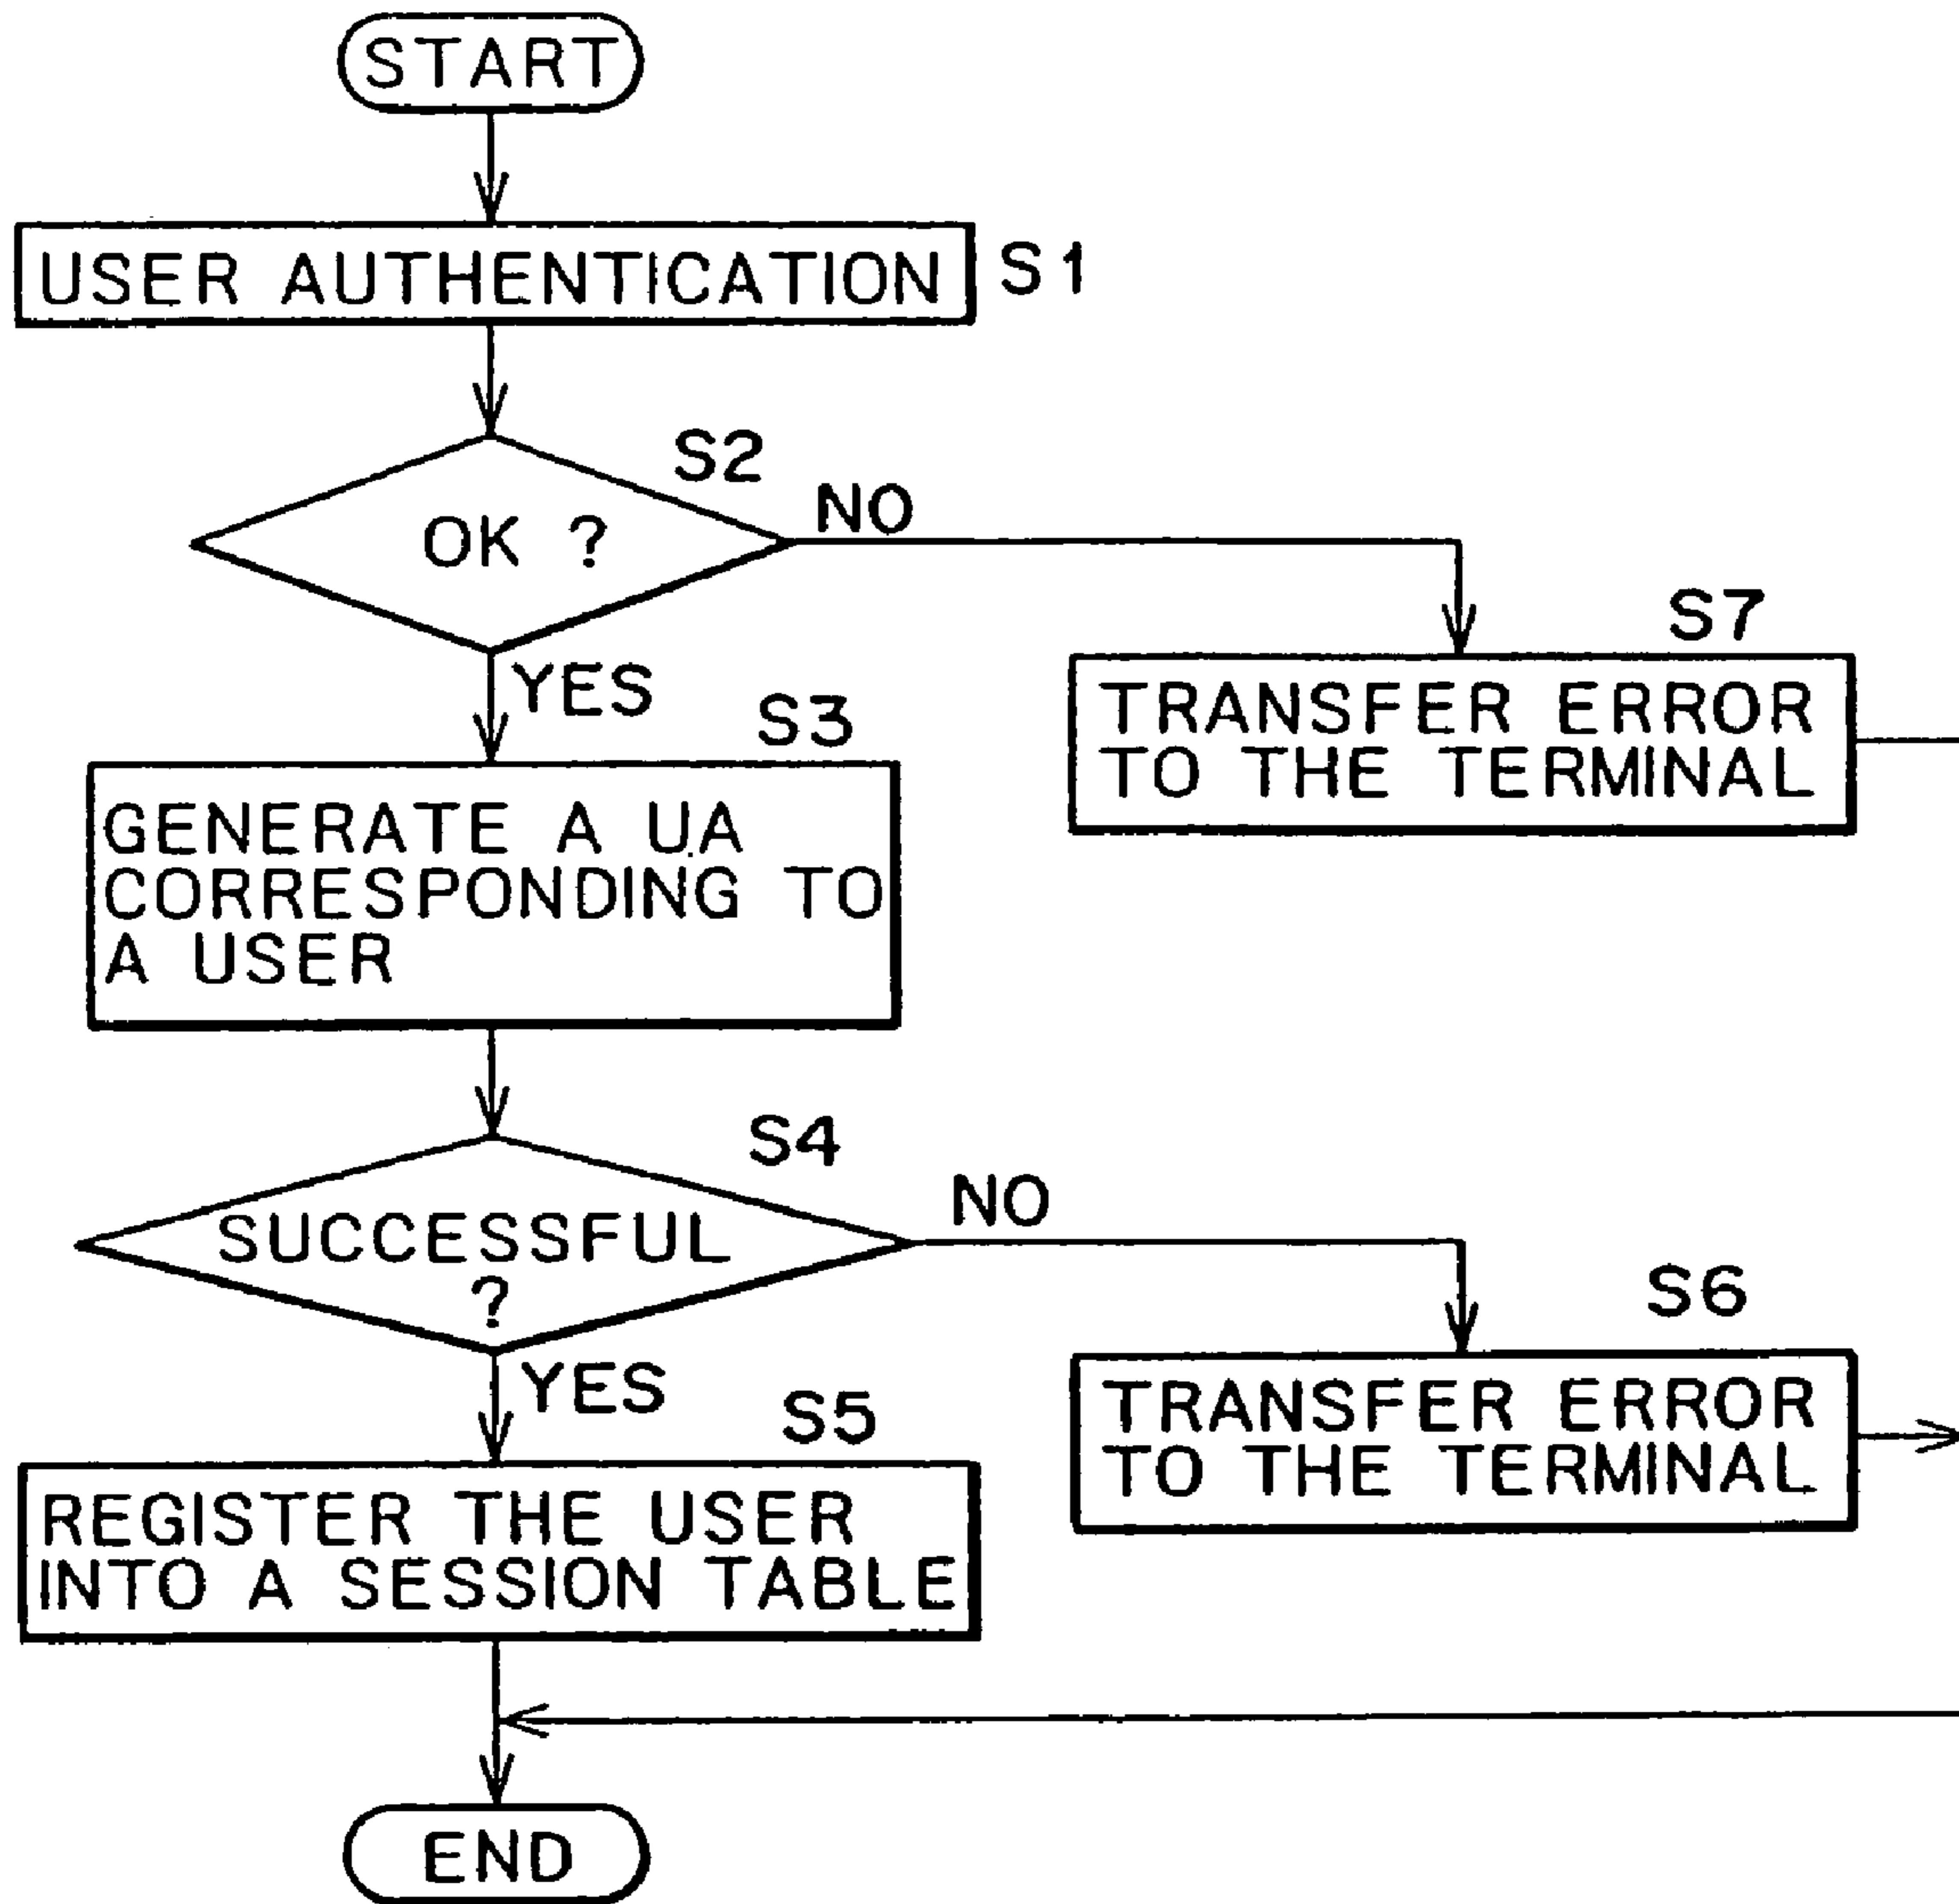 START
USER AUTHENTICATION
S1
S2
OK ?
NO
YES
S7
TRANSFER ERROR
TO THE TERMINAL
S3
GENERATE A UA
CORRESPONDING TO
A USER
S4
SUCCESSFUL
?
NO
YES
S6
TRANSFER ERROR
TO THE TERMINAL
S5
REGISTER THE USER
INTO A SESSION TABLE
END